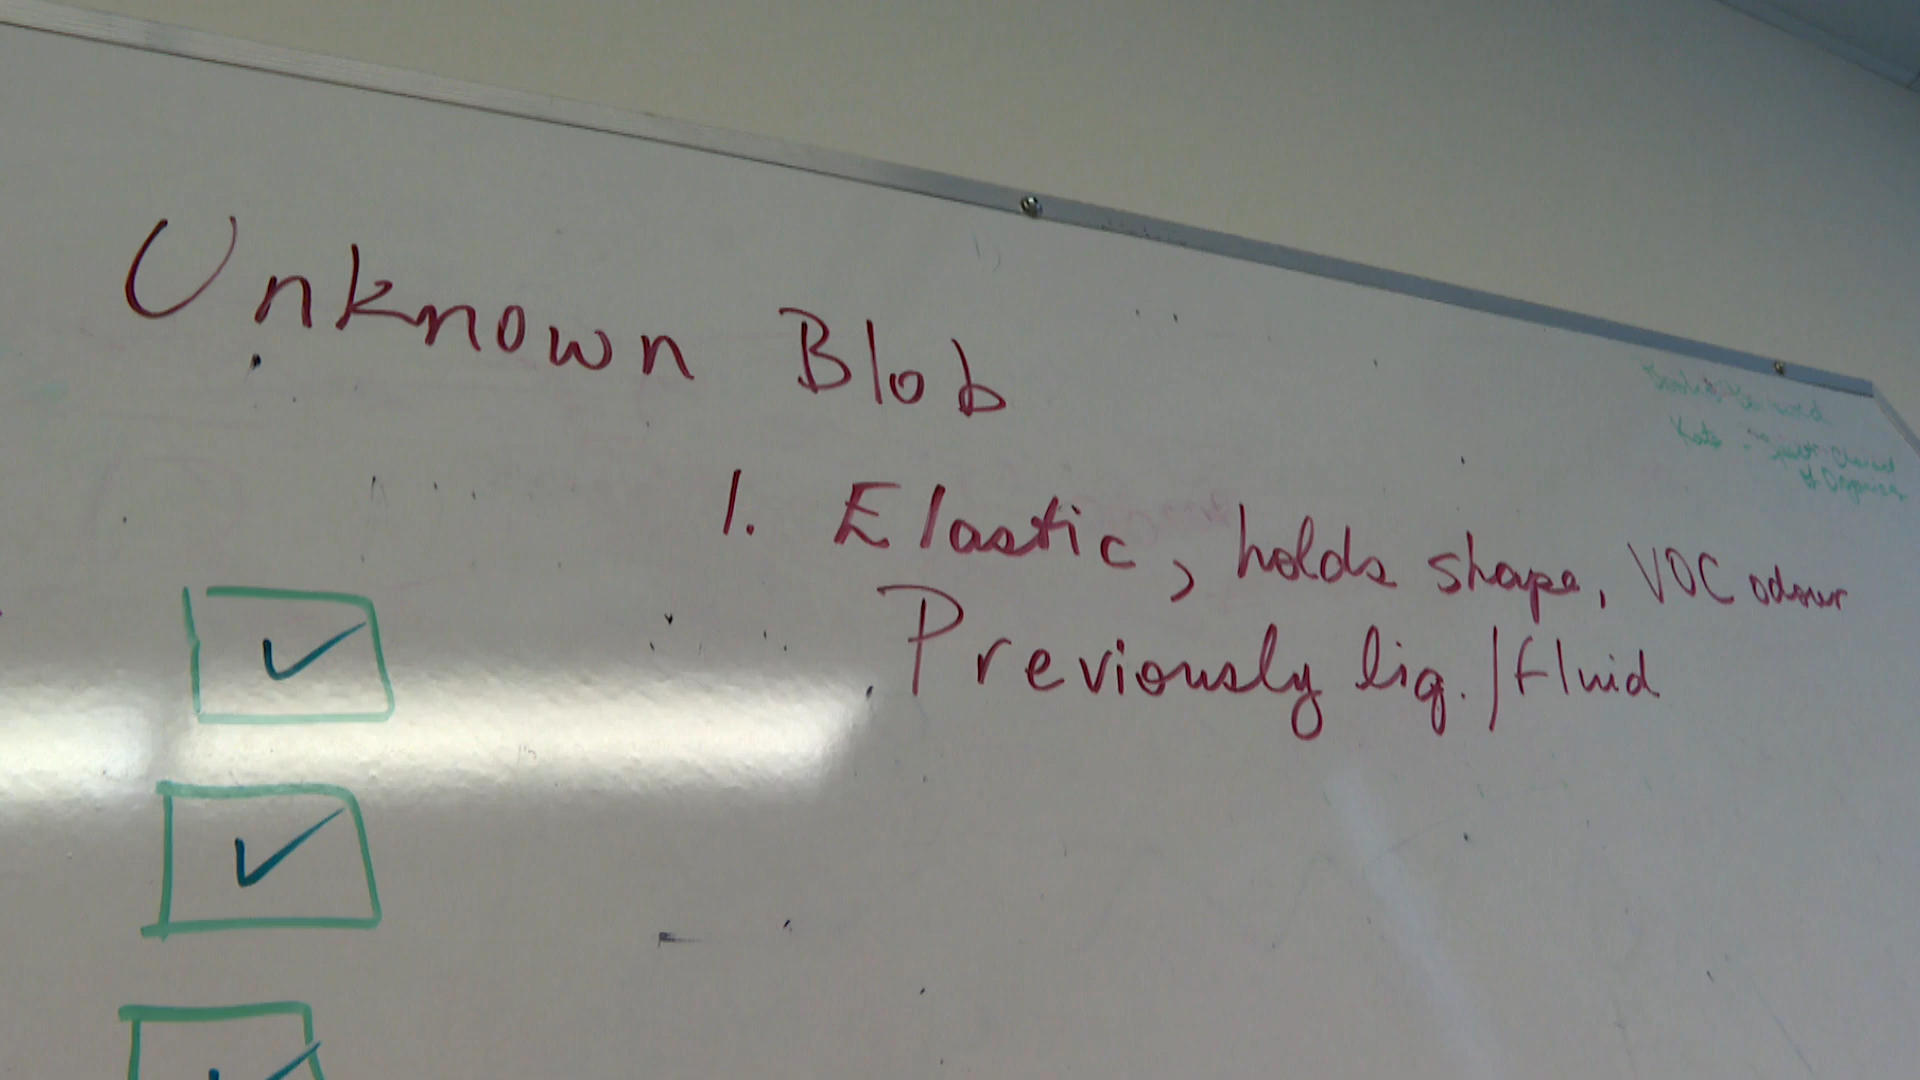 Unknown Blob
1. Elastic, holds shape, VOC odour
Previously liq./fluid